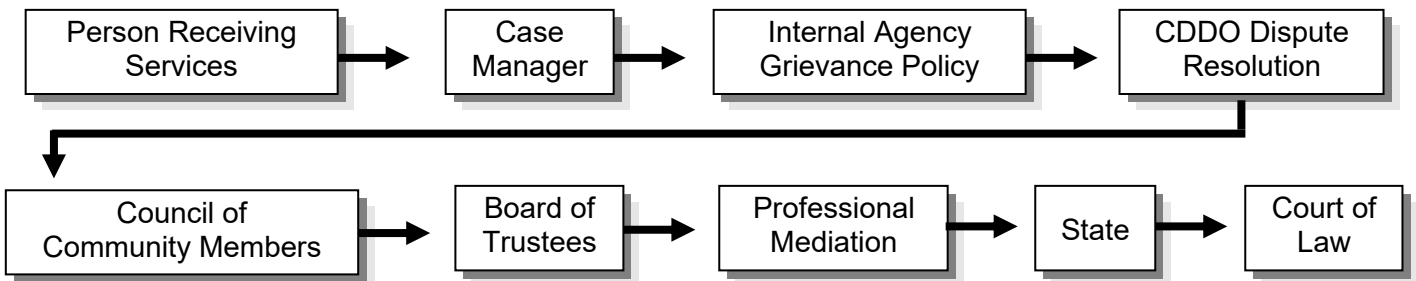 Person Receiving
Services
Case
Manager
Internal Agency
Grievance Policy
CDDO Dispute
Resolution
Council of
Community Members
Board of
Trustees
Professional
Mediation
State
Court of
Law